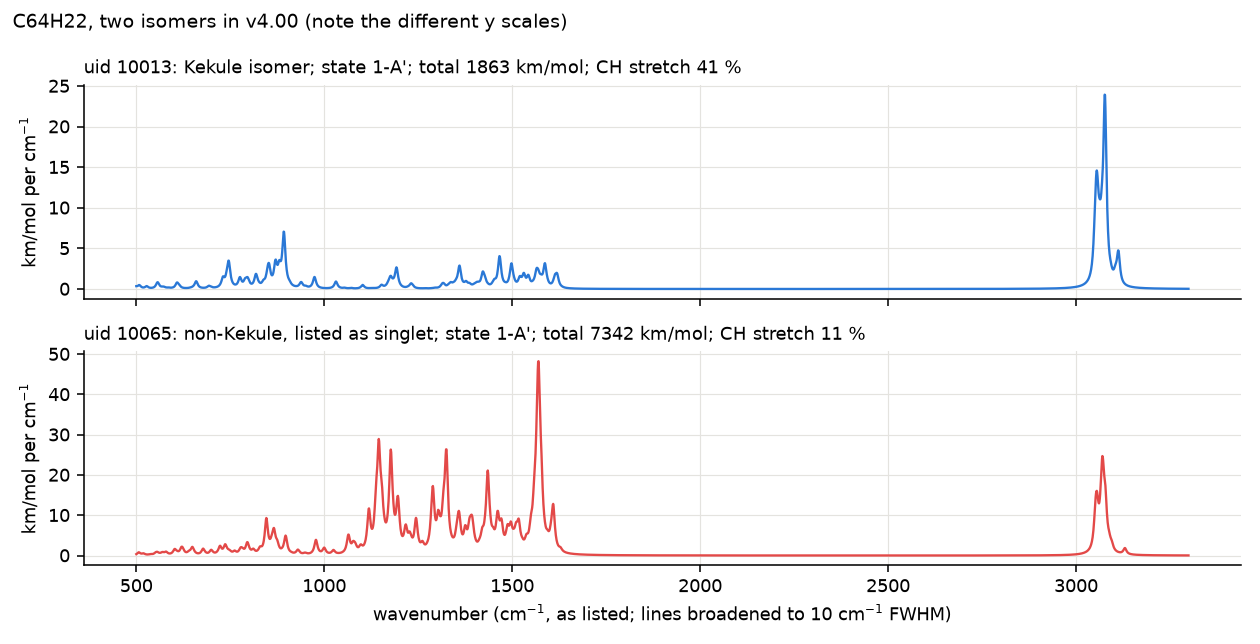 C64H22, two isomers in v4.00 (note the different y scales)
uid 10013: Kekule isomer; state 1-A'; total 1863 km/mol; CH stretch 41 %
25
20
15
10
5
0
km/mol per cm⁻¹
uid 10065: non-Kekule, listed as singlet; state 1-A'; total 7342 km/mol; CH stretch 11 %
50
40
30
20
10
0
km/mol per cm⁻¹
500 1000 1500 2000 2500 3000
wavenumber (cm⁻¹, as listed; lines broadened to 10 cm⁻¹ FWHM)